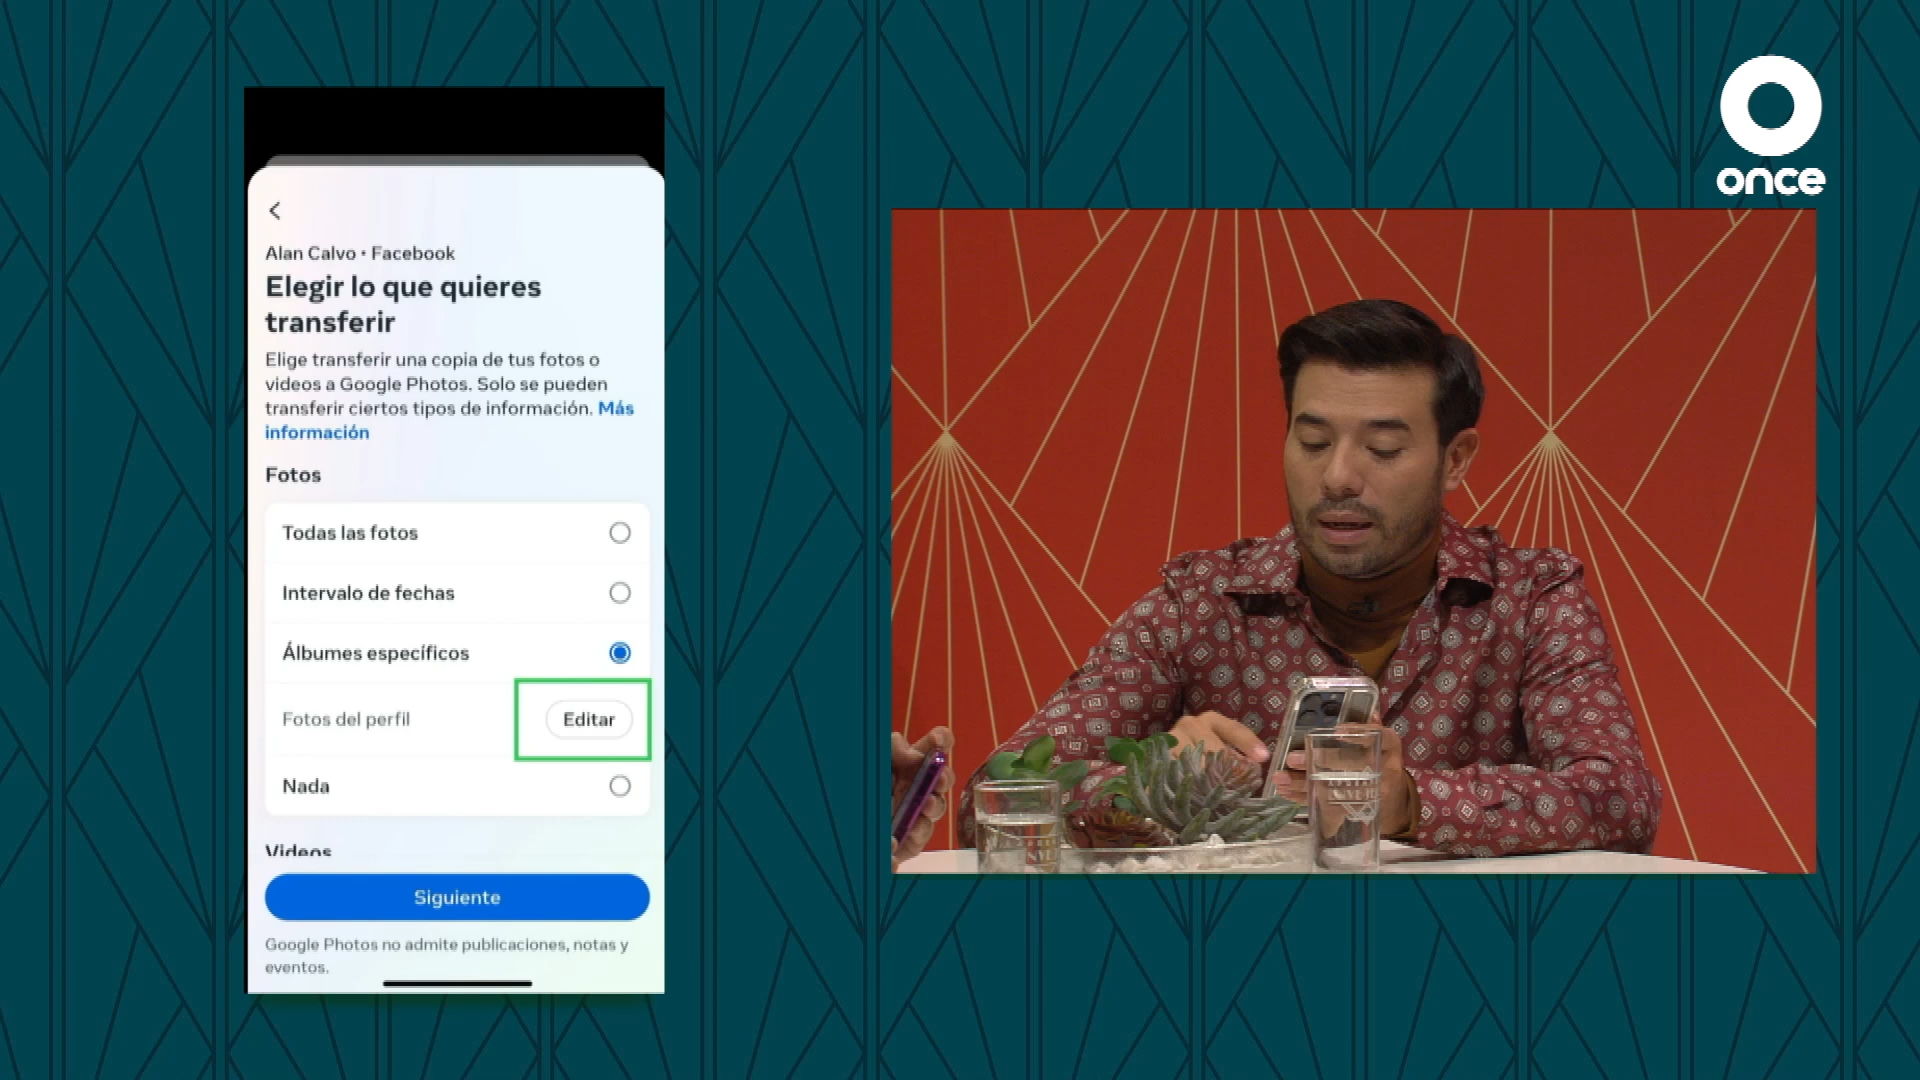 once
Alan Calvo • Facebook
Elegir lo que quieres
transferir
Elige transferir una copia de tus fotos o
videos a Google Photos. Solo se pueden
transferir ciertos tipos de información. Más
información
Fotos
Todas las fotos
Intervalo de fechas
Álbumes específicos
Fotos del perfil
Editar
Nada
Videos
Siguiente
Google Photos no admite publicaciones, notas y
eventos.